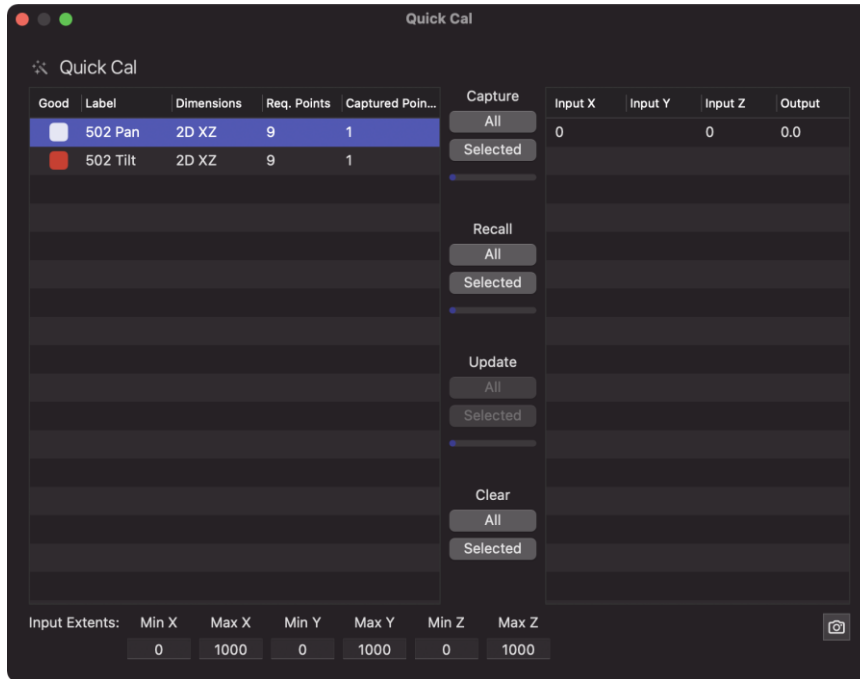 Quick Cal
Quick Cal
Good Label Dimensions Req. Points Captured Poin...
502 Pan 2D XZ 9 1
502 Tilt 2D XZ 9 1
Capture
All
Selected
Recall
All
Selected
Update
All
Selected
Clear
All
Selected
Input X Input Y Input Z Output
0 0 0.0
Input Extents: Min X Max X Min Y Max Y Min Z Max Z
0 1000 0 1000 0 1000